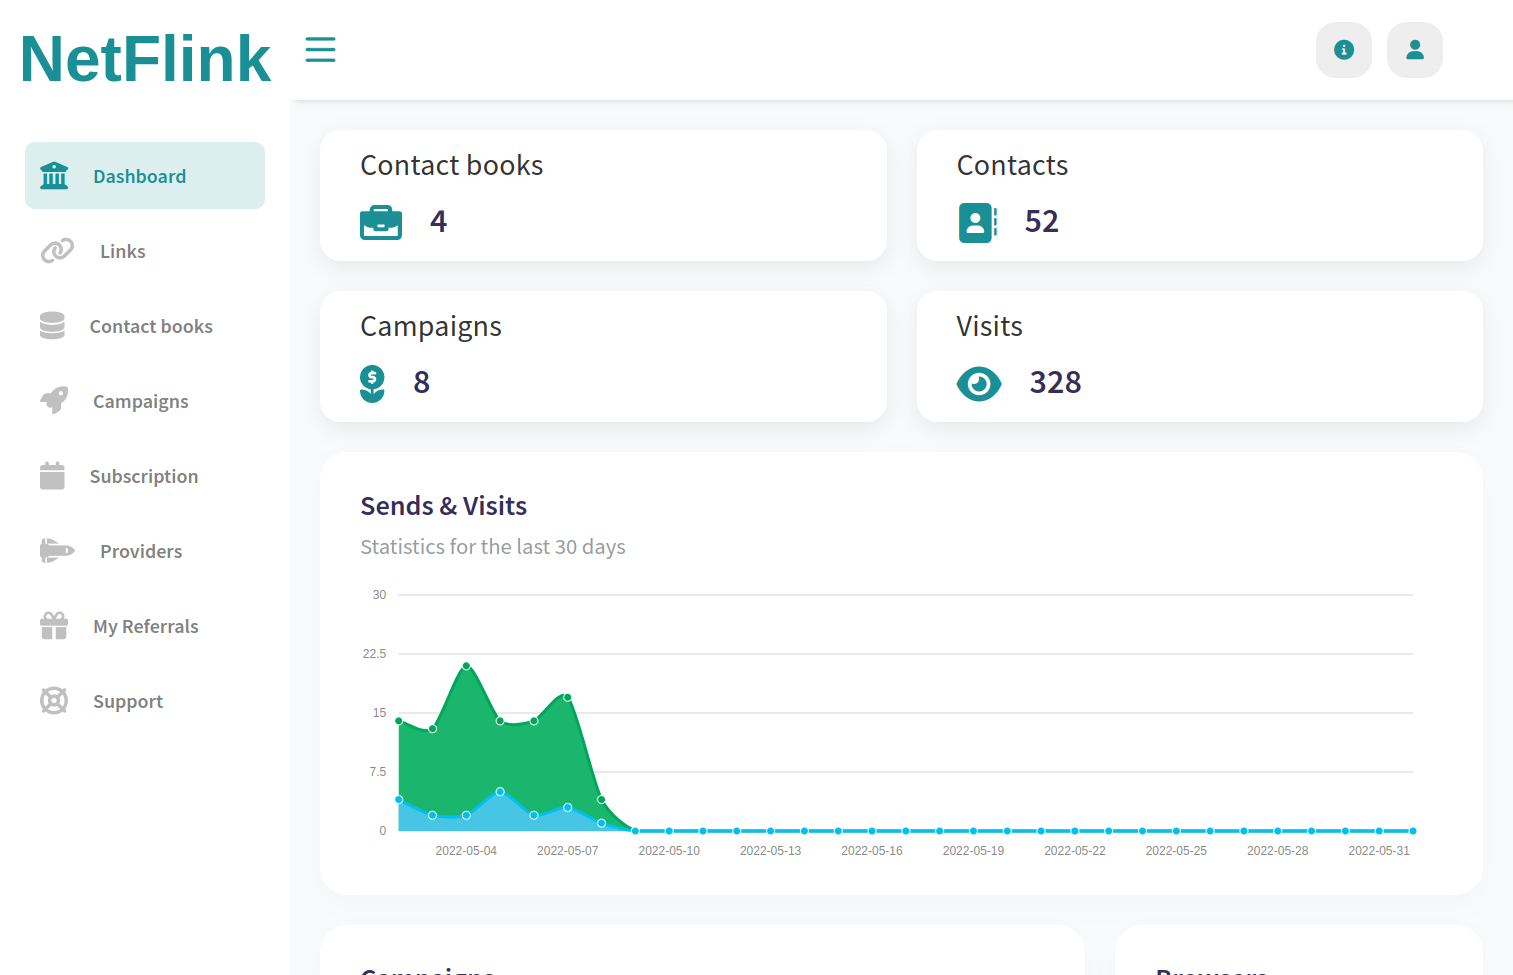 NetFlink
Dashboard
Links
Contact books
Campaigns
Subscription
Providers
My Referrals
Support
Contact books
4
Contacts
52
Campaigns
8
Visits
328
Sends & Visits
Statistics for the last 30 days
30
22.5
15
7.5
0
2022-05-04 2022-05-07 2022-05-10 2022-05-13 2022-05-16 2022-05-19 2022-05-22 2022-05-25 2022-05-28 2022-05-31
Campaigns
Browsers